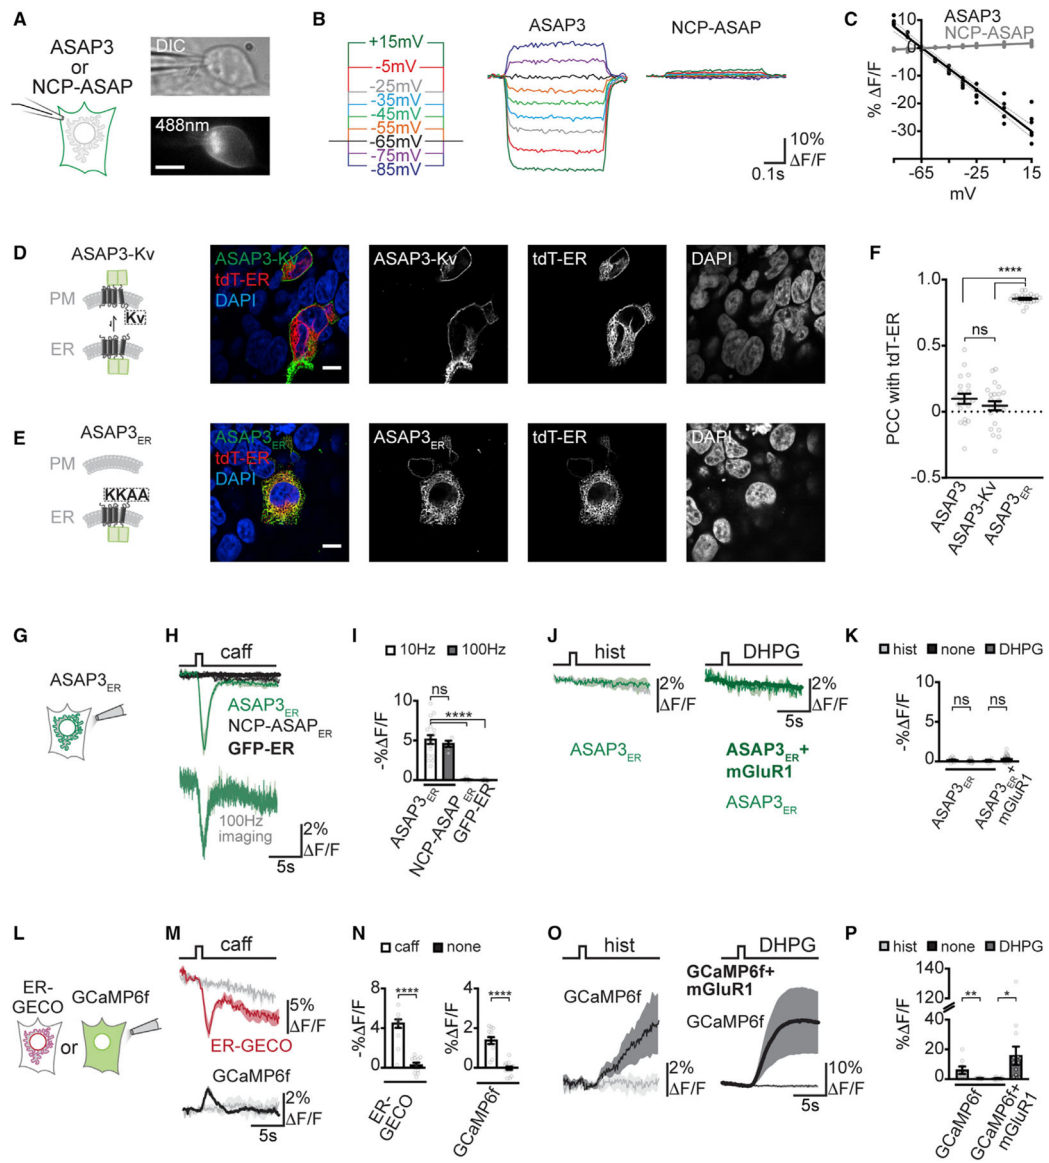 A
ASAP3
or
NCP-ASAP
DIC
488nm
B
+15mV
-5mV
-25mV
-35mV
-45mV
-55mV
-65mV
-75mV
-85mV
ASAP3
NCP-ASAP
10%
ΔF/F
0.1s
C
ASAP3
NCP-ASAP
% ΔF/F
10
0
-10
-20
-30
-65
-25
15
mV
D
ASAP3-Kv
PM
Kv
ER
ASAP3-Kv
tdT-ER
DAPI
ASAP3-Kv
tdT-ER
DAPI
E
ASAP3ER
PM
KKAA
ER
ASAP3ER
tdT-ER
DAPI
ASAP3ER
tdT-ER
DAPI
F
PCC with tdT-ER
1.0
0.5
0
-0.5
****
ns
ASAP3
ASAP3-Kv
ASAP3ER
G
ASAP3ER
H
caff
ASAP3ER
NCP-ASAPER
GFP-ER
100Hz
imaging
2%
ΔF/F
5s
I
10Hz
100Hz
-%ΔF/F
10
5
0
ns
****
ASAP3ER
NCP-ASAPER
GFP-ER
J
hist
2%
ΔF/F
ASAP3ER
DHPG
2%
ΔF/F
5s
ASAP3ER+
mGluR1
ASAP3ER
K
hist
none
DHPG
-%ΔF/F
10
5
0
ns
ns
ASAP3ER
ASAP3ER+
mGluR1
L
ER-
GECO
or
GCaMP6f
M
caff
5%
ΔF/F
ER-GECO
GCaMP6f
2%
ΔF/F
5s
N
caff
none
-%ΔF/F
8
4
0
****
ER-
GECO
%ΔF/F
4
2
0
****
GCaMP6f
O
hist
GCaMP6f
2%
ΔF/F
DHPG
GCaMP6f+
mGluR1
GCaMP6f
10%
ΔF/F
5s
P
hist
none
DHPG
%ΔF/F
140
120
40
20
0
**
*
GCaMP6f
GCaMP6f+
mGluR1